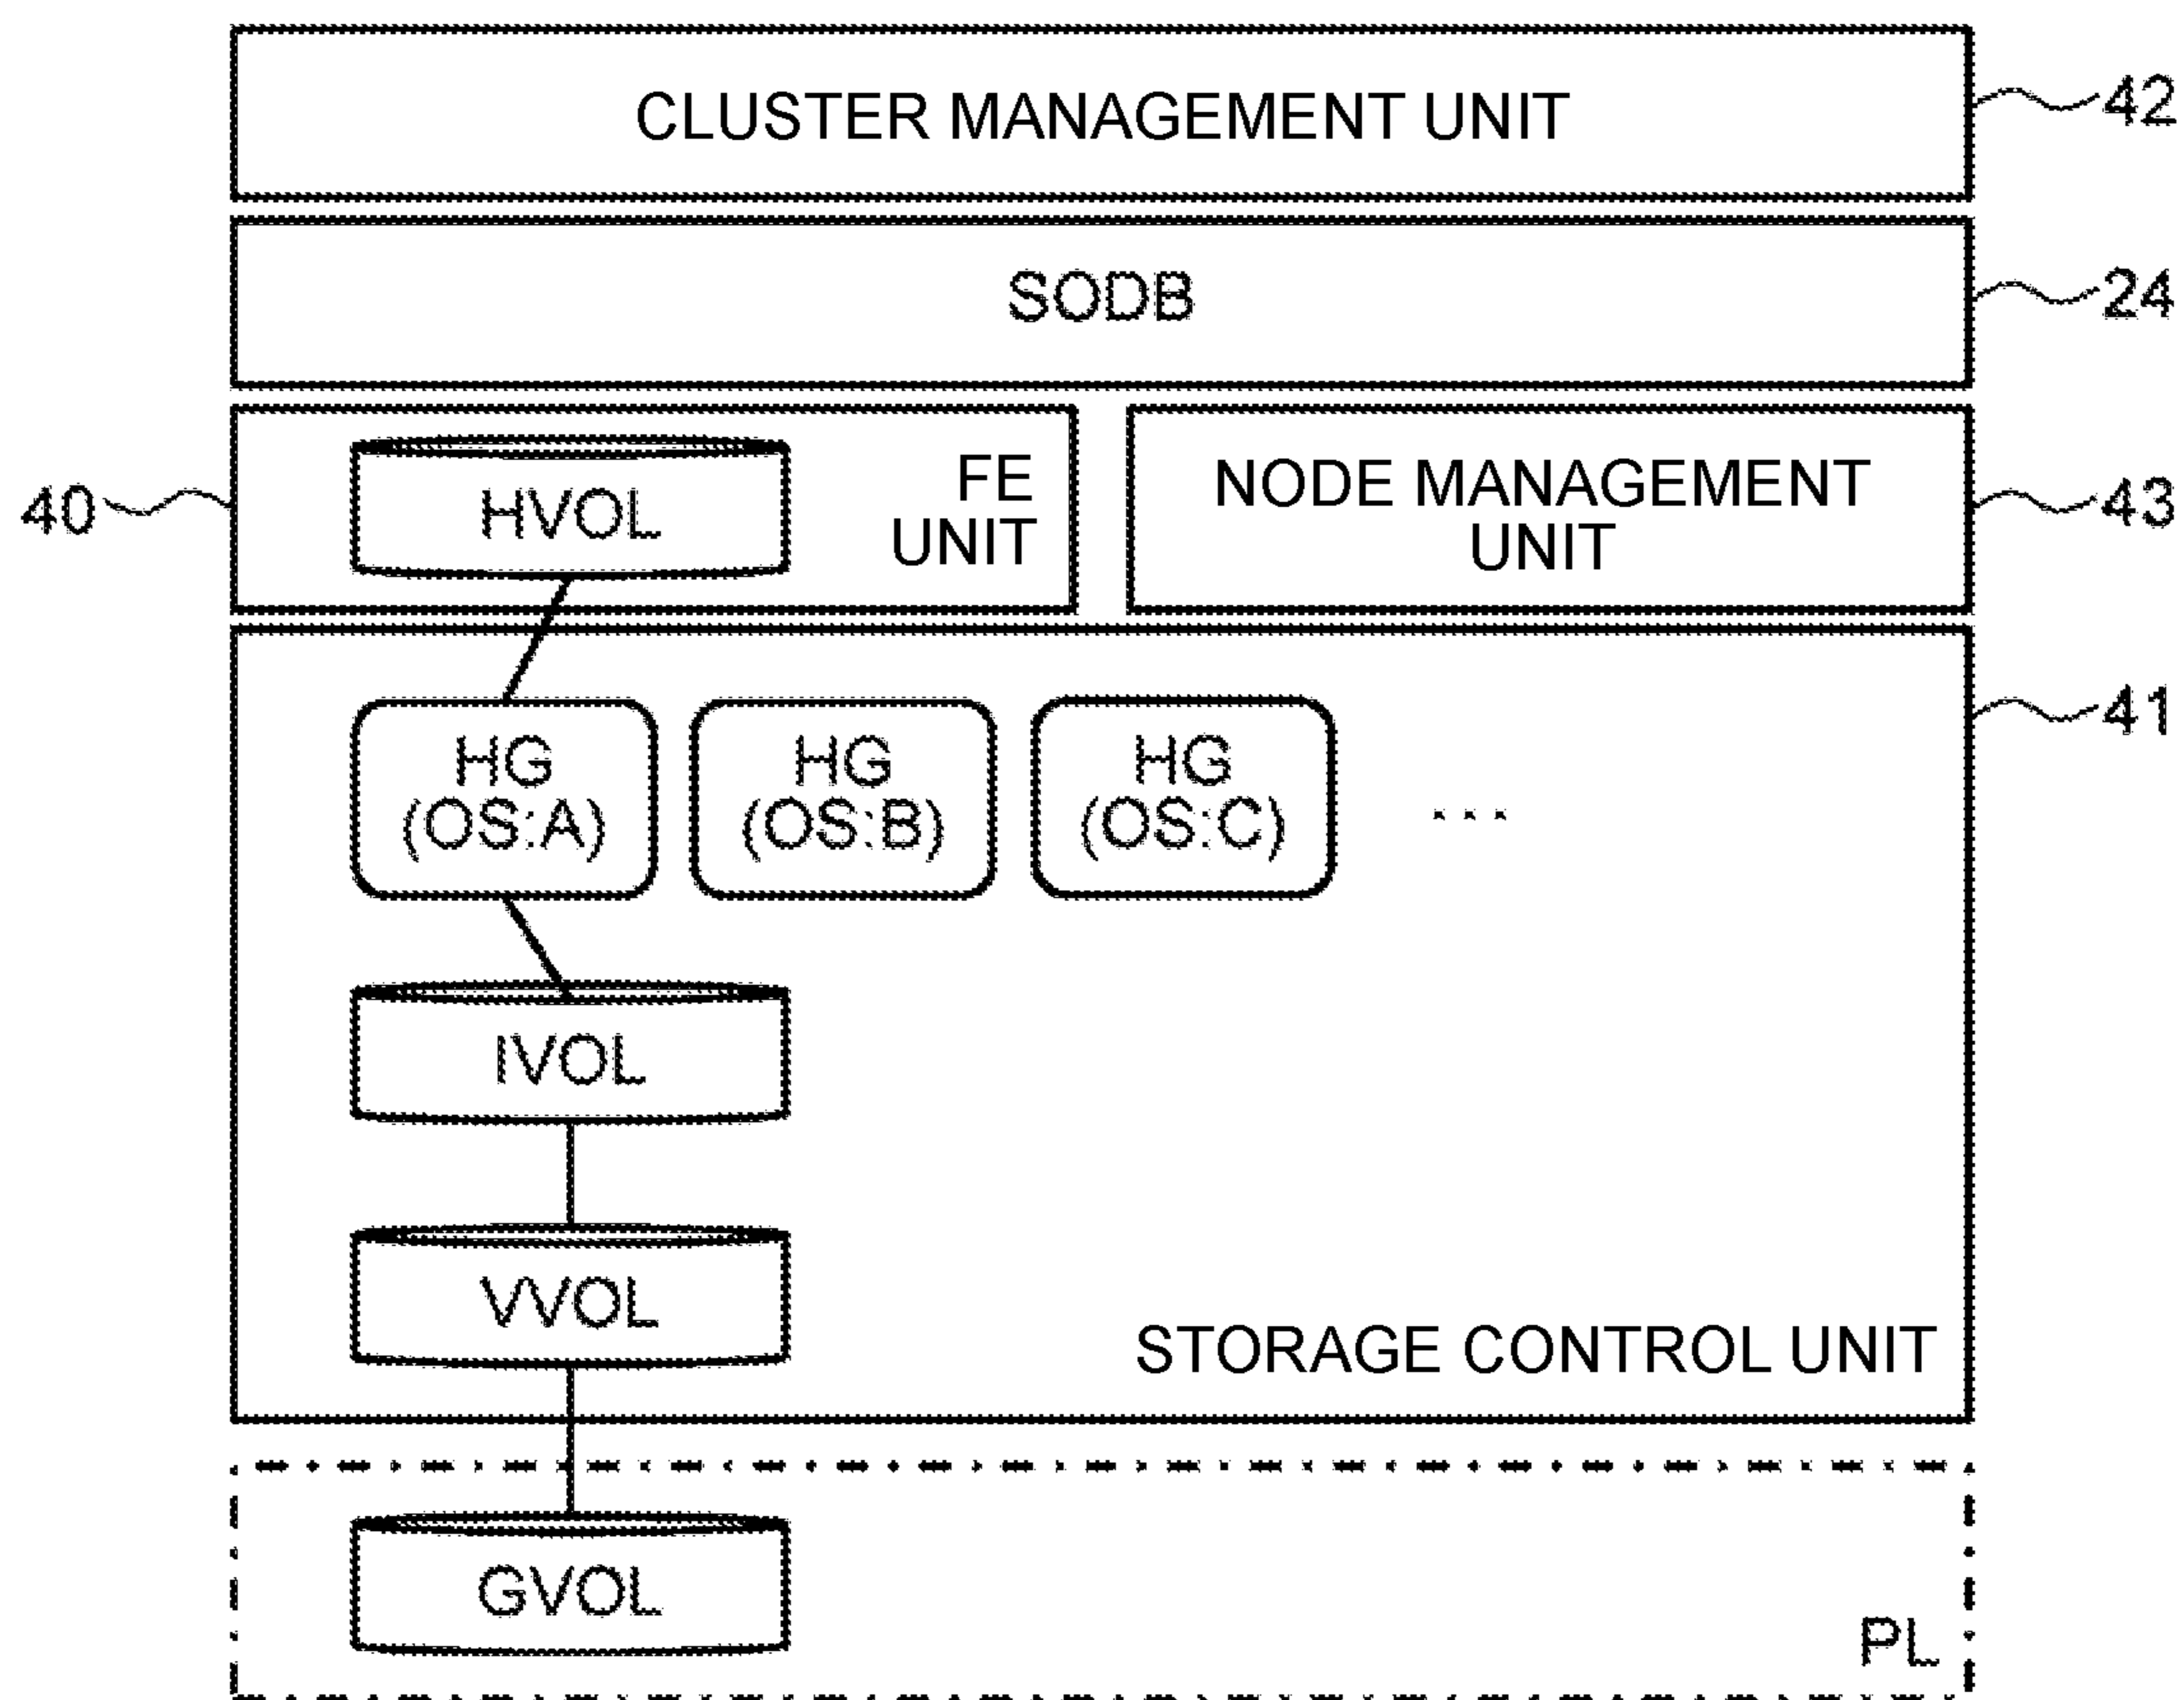 CLUSTER MANAGEMENT UNIT
42
SODB
24
40
HVOL
FE
UNIT
NODE MANAGEMENT
UNIT
43
41
HG
(OS:A)
HG
(OS:B)
HG
(OS:C)
...
IVOL
VVOL
STORAGE CONTROL UNIT
GVOL
PL